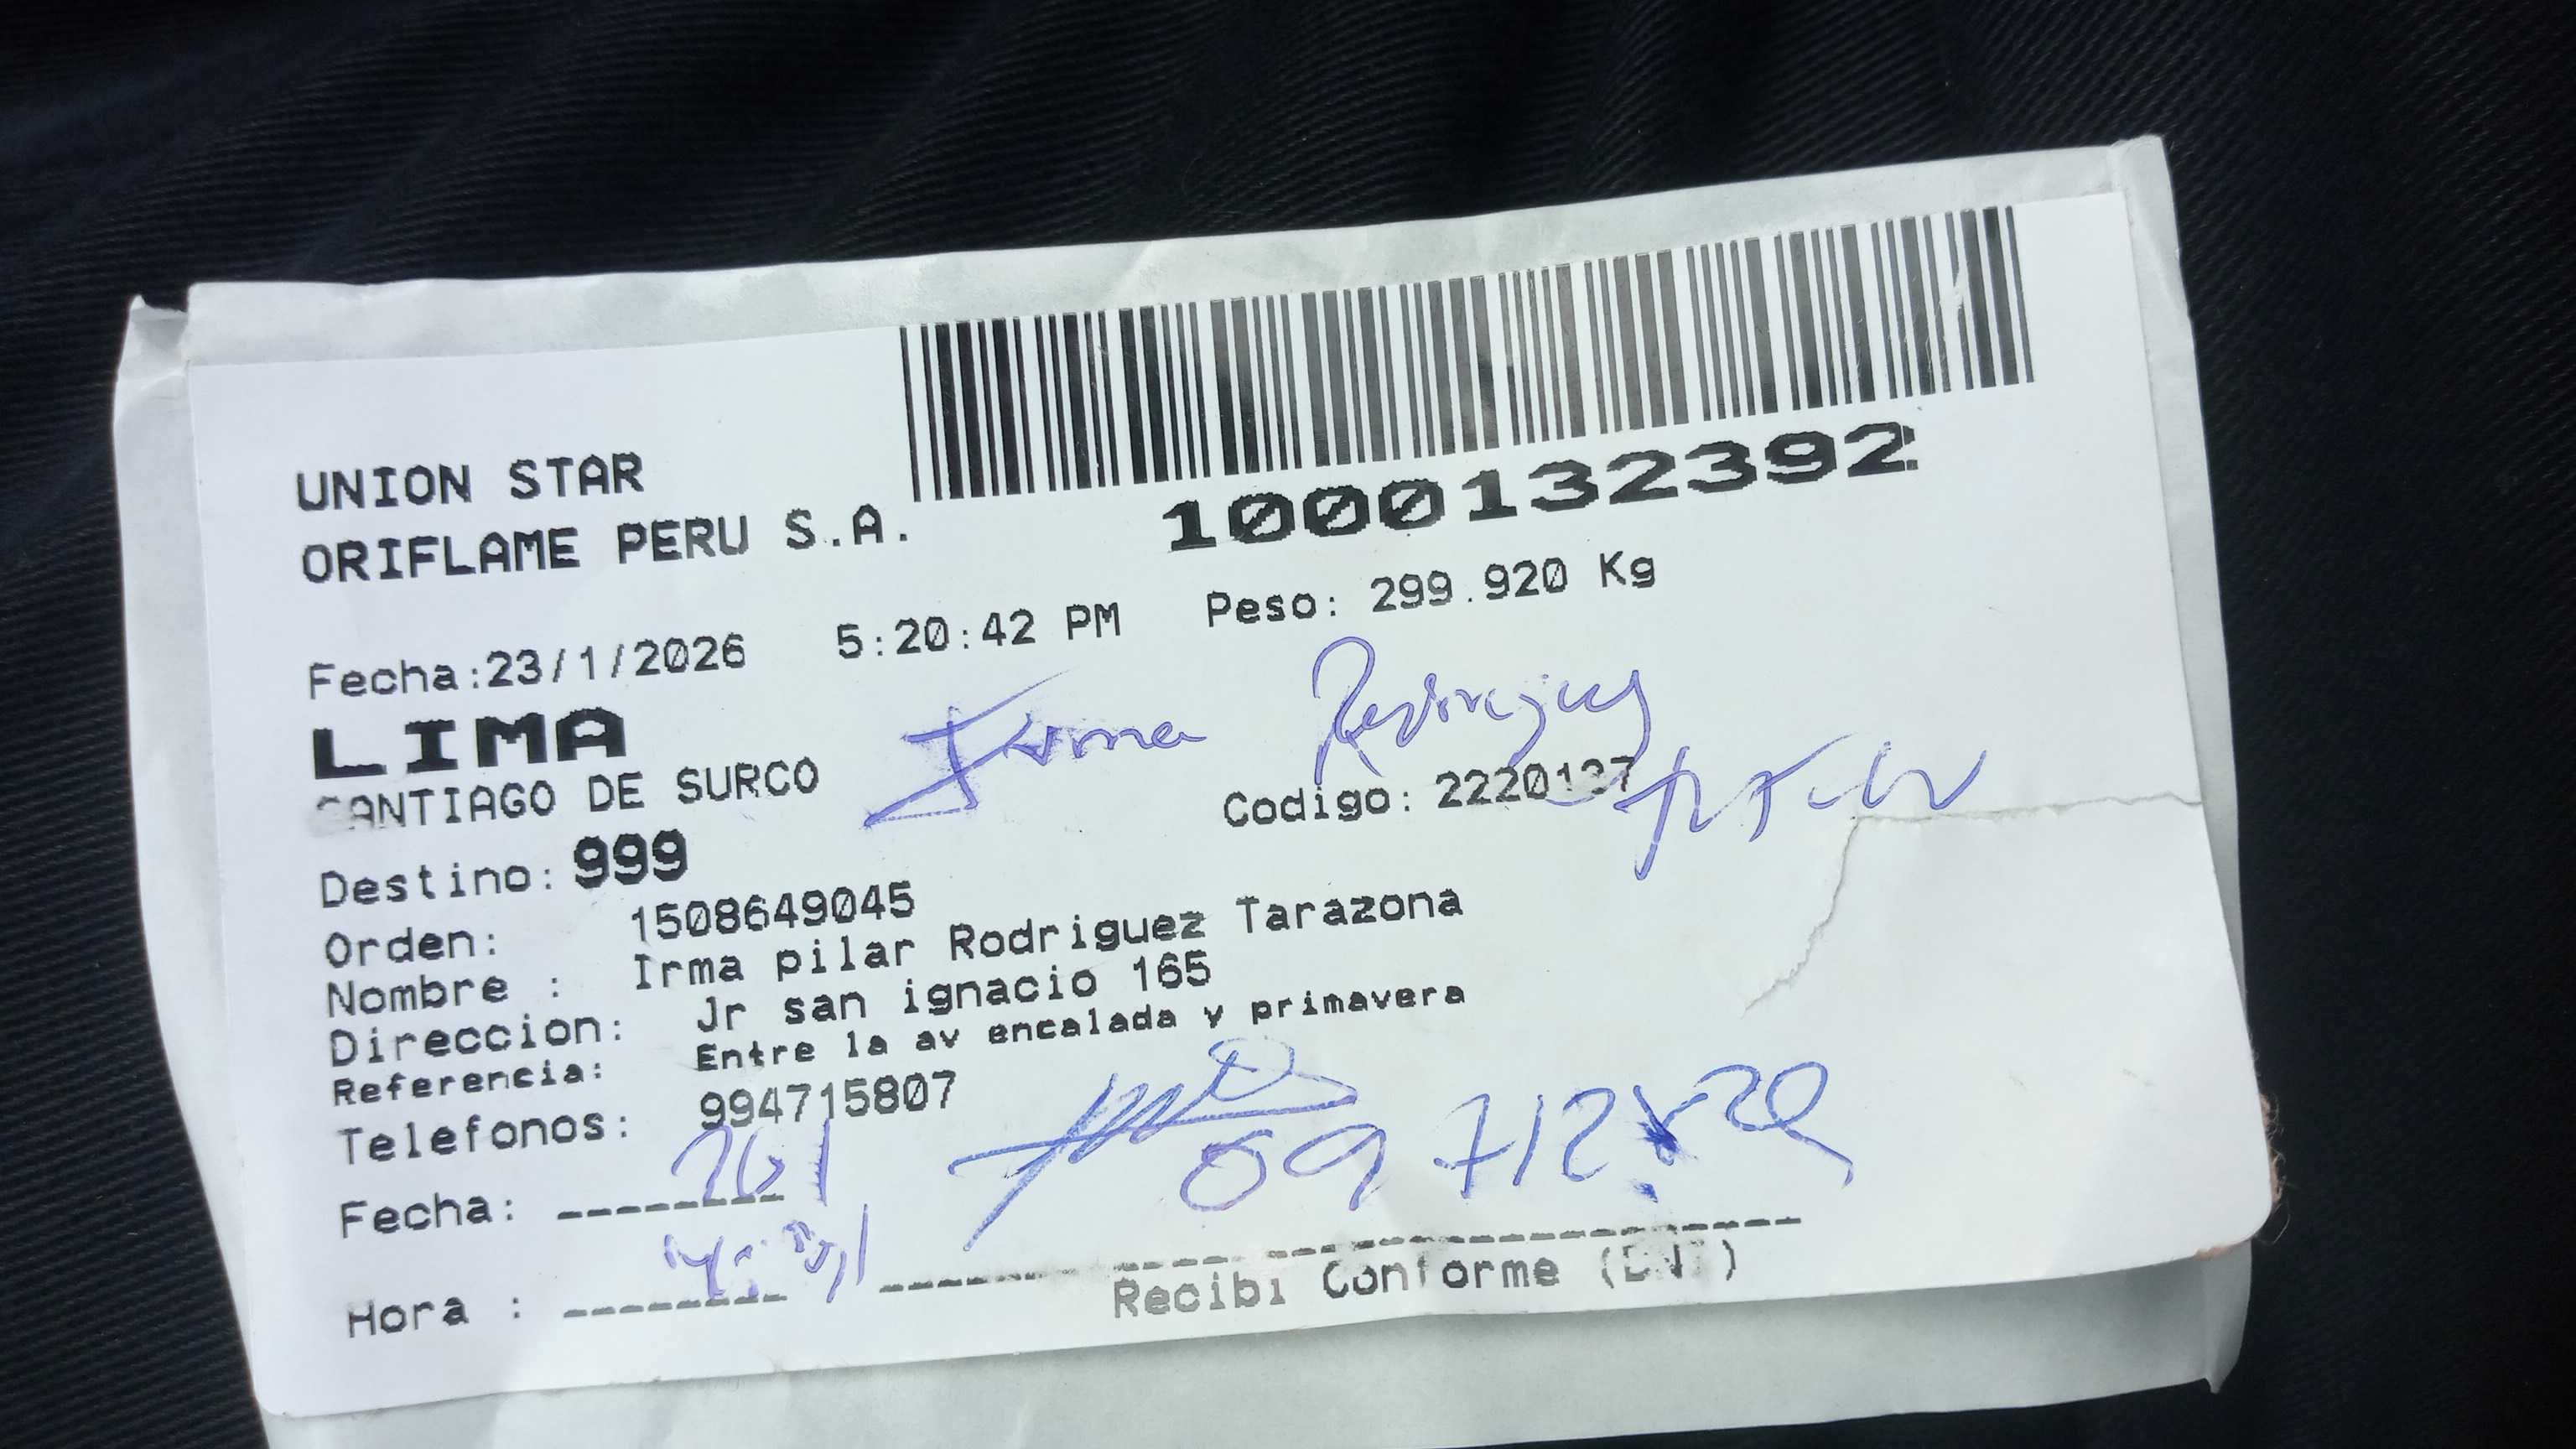 UNION STAR
ORIFLAME PERU S.A.
1000132392
Fecha:23/1/2026 5:20:42 PM Peso: 299.920 Kg
LIMA
Irma Rodriguez
SANTIAGO DE SURCO
Codigo: 2220137
Destino: 999
Orden: 1508649045
Nombre : Irma pilar Rodriguez Tarazona
Direccion: Jr san ignacio 165
Referencia: Entre la av encalada y primavera
Telefonos: 994715807
Fecha:
Hora :
Recibi Conforme (DNI)